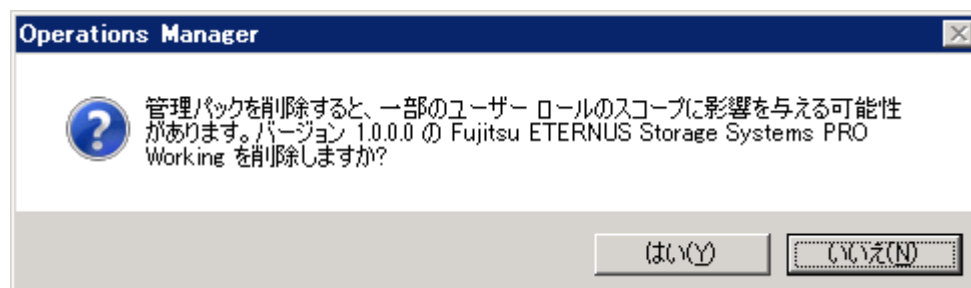 Operations Manager
管理パックを削除すると、一部のユーザー ロールのスコープに影響を与える可能性
があります。バージョン 1.0.0.0 の Fujitsu ETERNUS Storage Systems PRO
Working を削除しますか?
はい(Y)
いいえ(N)